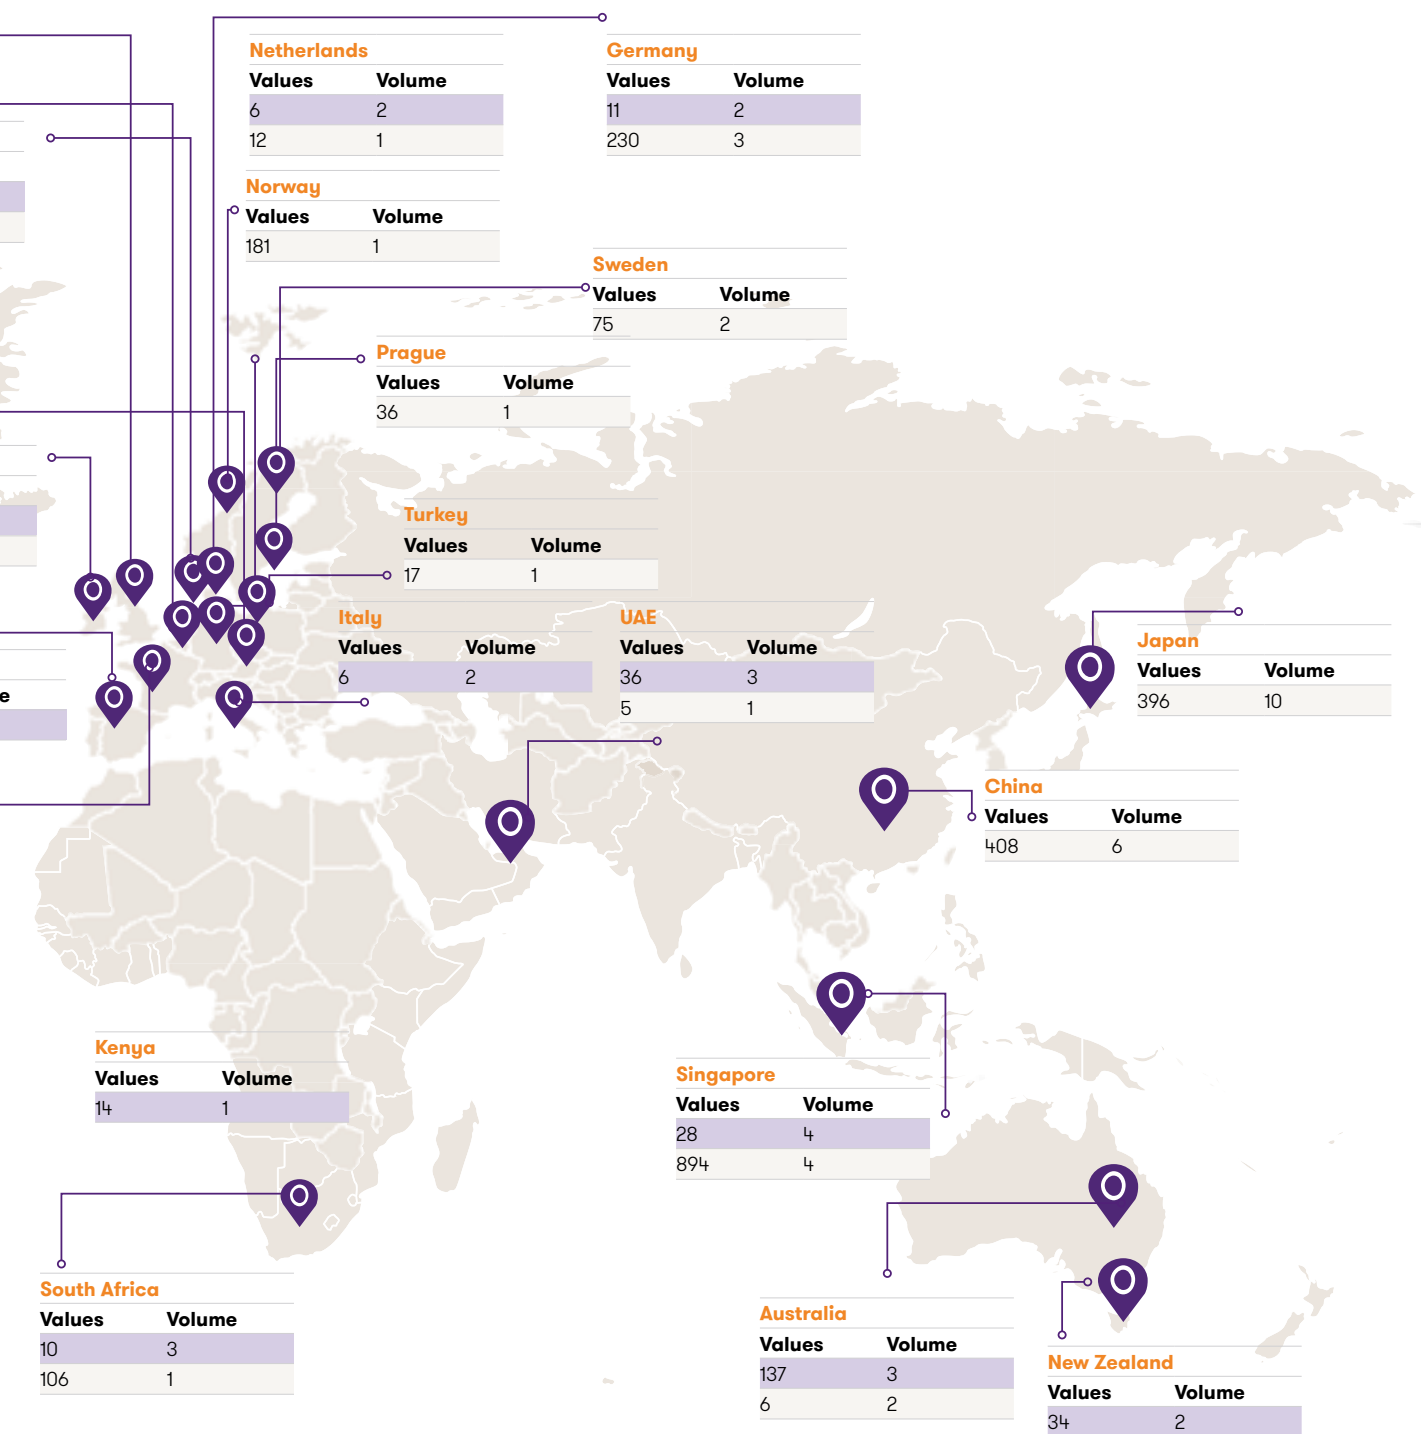 Netherlands
Values Volume
6 2
12 1
Germany
Values Volume
11 2
230 3
Norway
Values Volume
181 1
Sweden
Values Volume
75 2
Prague
Values Volume
36 1
Turkey
Values Volume
17 1
Italy
Values Volume
6 2
UAE
Values Volume
36 3
5 1
Japan
Values Volume
396 10
e
China
Values Volume
408 6
Kenya
Values Volume
14 1
Singapore
Values Volume
28 4
894 4
South Africa
Values Volume
10 3
106 1
Australia
Values Volume
137 3
6 2
New Zealand
Values Volume
34 2